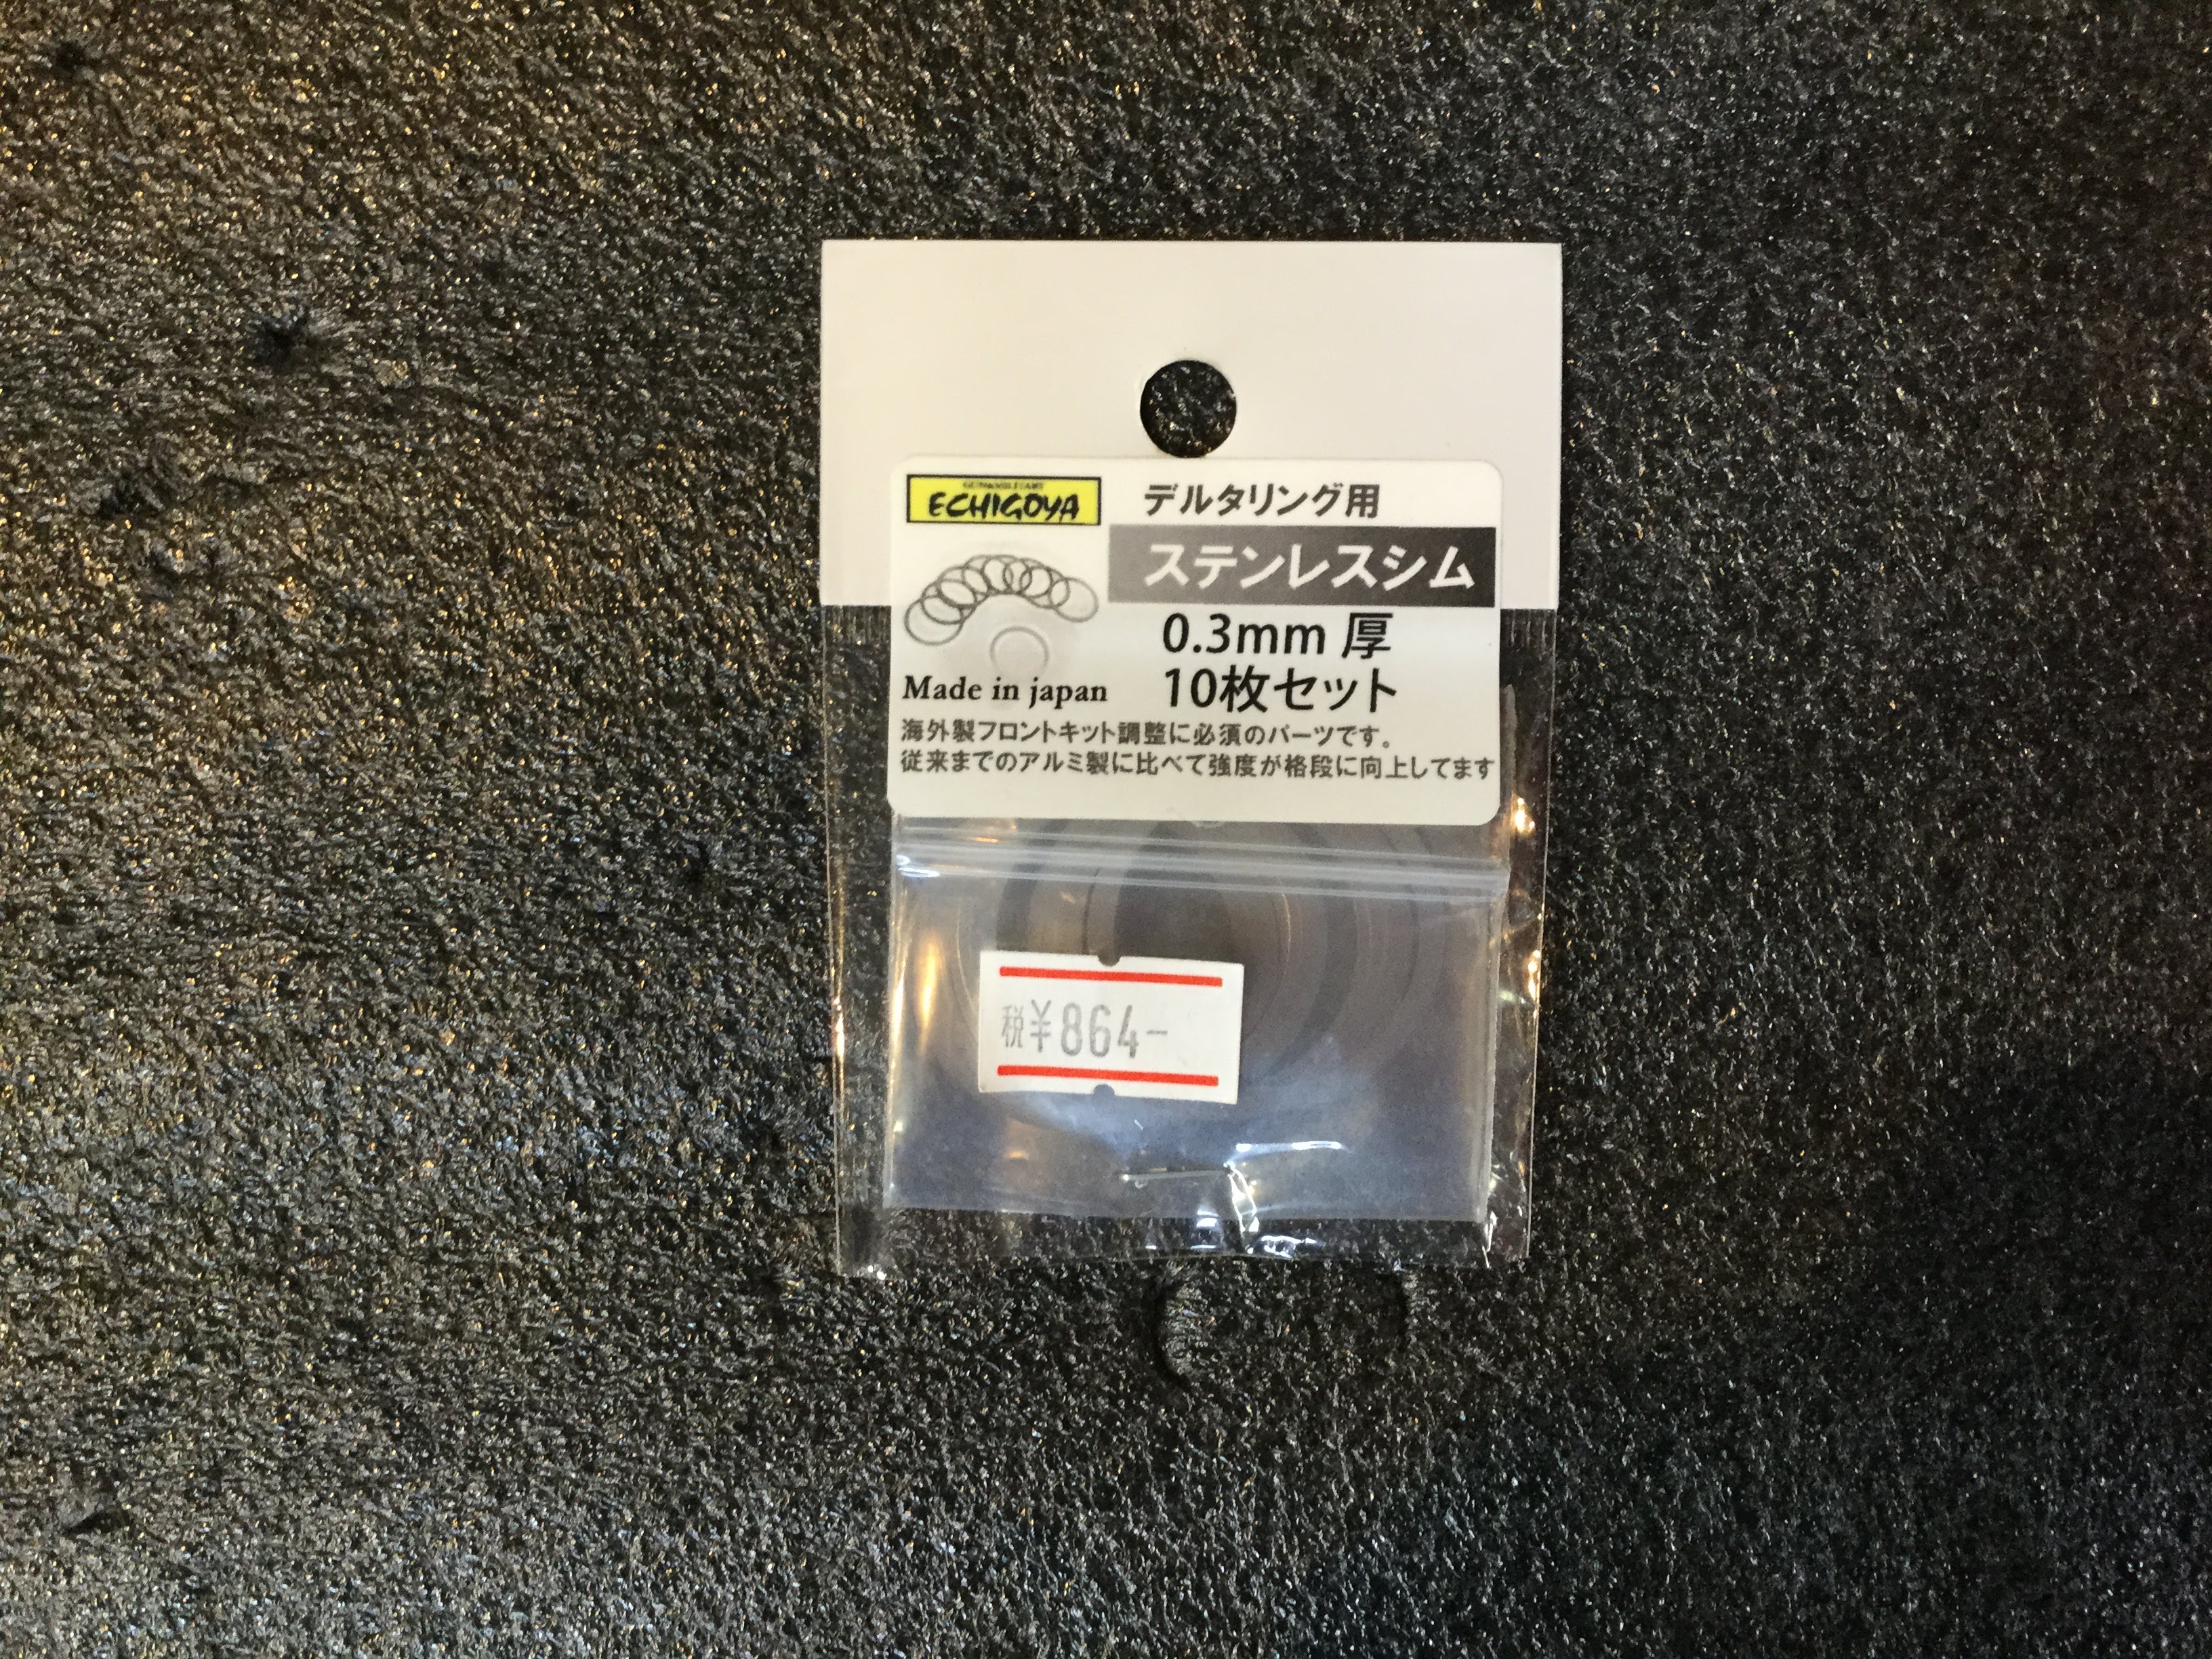 ECHIGOYA
デルタリング用
ステンレスシム
0.3mm 厚
10枚セット
Made in japan
海外製フロントキット調整に必須のパーツです。
従来までのアルミ製に比べて強度が格段に向上してます
税¥864-